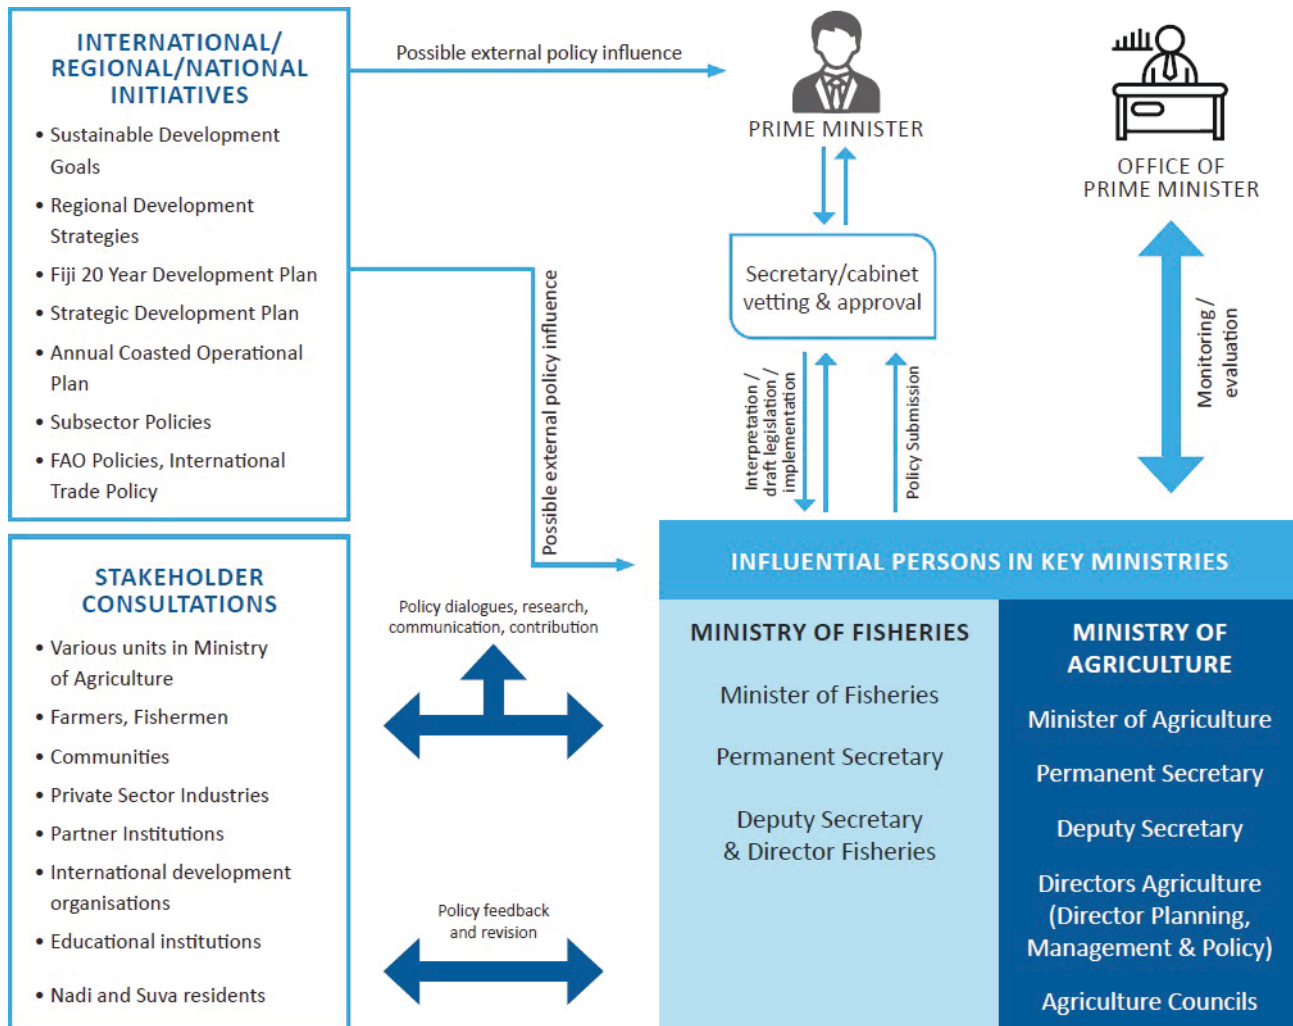 INTERNATIONAL/
REGIONAL/NATIONAL
INITIATIVES
• Sustainable Development
Goals
• Regional Development
Strategies
• Fiji 20 Year Development Plan
• Strategic Development Plan
• Annual Coasted Operational
Plan
• Subsector Policies
• FAO Policies, International
Trade Policy
Possible external policy influence
PRIME MINISTER
OFFICE OF
PRIME MINISTER
Secretary/cabinet
vetting & approval
Possible external policy influence
Interpretation /
draft legislation /
implementation
Policy Submission
Monitoring /
evaluation
STAKEHOLDER
CONSULTATIONS
• Various units in Ministry
of Agriculture
• Farmers, Fishermen
• Communities
• Private Sector Industries
• Partner Institutions
• International development
organisations
• Educational institutions
• Nadi and Suva residents
Policy dialogues, research,
communication, contribution
Policy feedback
and revision
INFLUENTIAL PERSONS IN KEY MINISTRIES
MINISTRY OF FISHERIES
Minister of Fisheries
Permanent Secretary
Deputy Secretary
& Director Fisheries
MINISTRY OF
AGRICULTURE
Minister of Agriculture
Permanent Secretary
Deputy Secretary
Directors Agriculture
(Director Planning,
Management & Policy)
Agriculture Councils